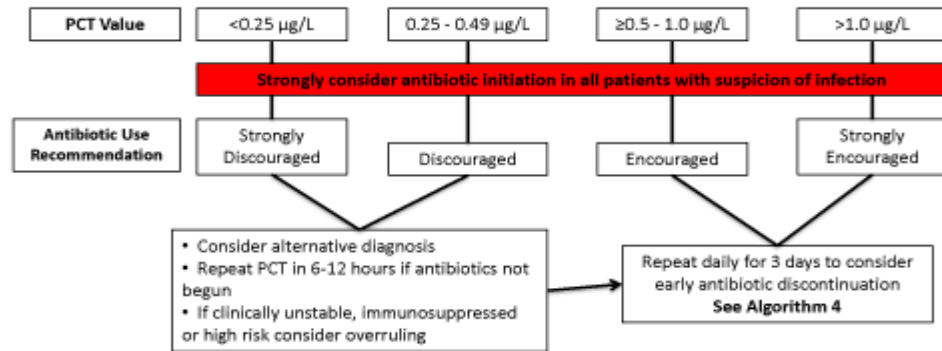 PCT Value
<0.25 µg/L
0.25 - 0.49 µg/L
≥0.5 - 1.0 µg/L
>1.0 µg/L
Strongly consider antibiotic initiation in all patients with suspicion of infection
Antibiotic Use
Recommendation
Strongly
Discouraged
Discouraged
Encouraged
Strongly
Encouraged
• Consider alternative diagnosis
• Repeat PCT in 6-12 hours if antibiotics not
begun
• If clinically unstable, immunosuppressed
or high risk consider overruling
Repeat daily for 3 days to consider
early antibiotic discontinuation
See Algorithm 4